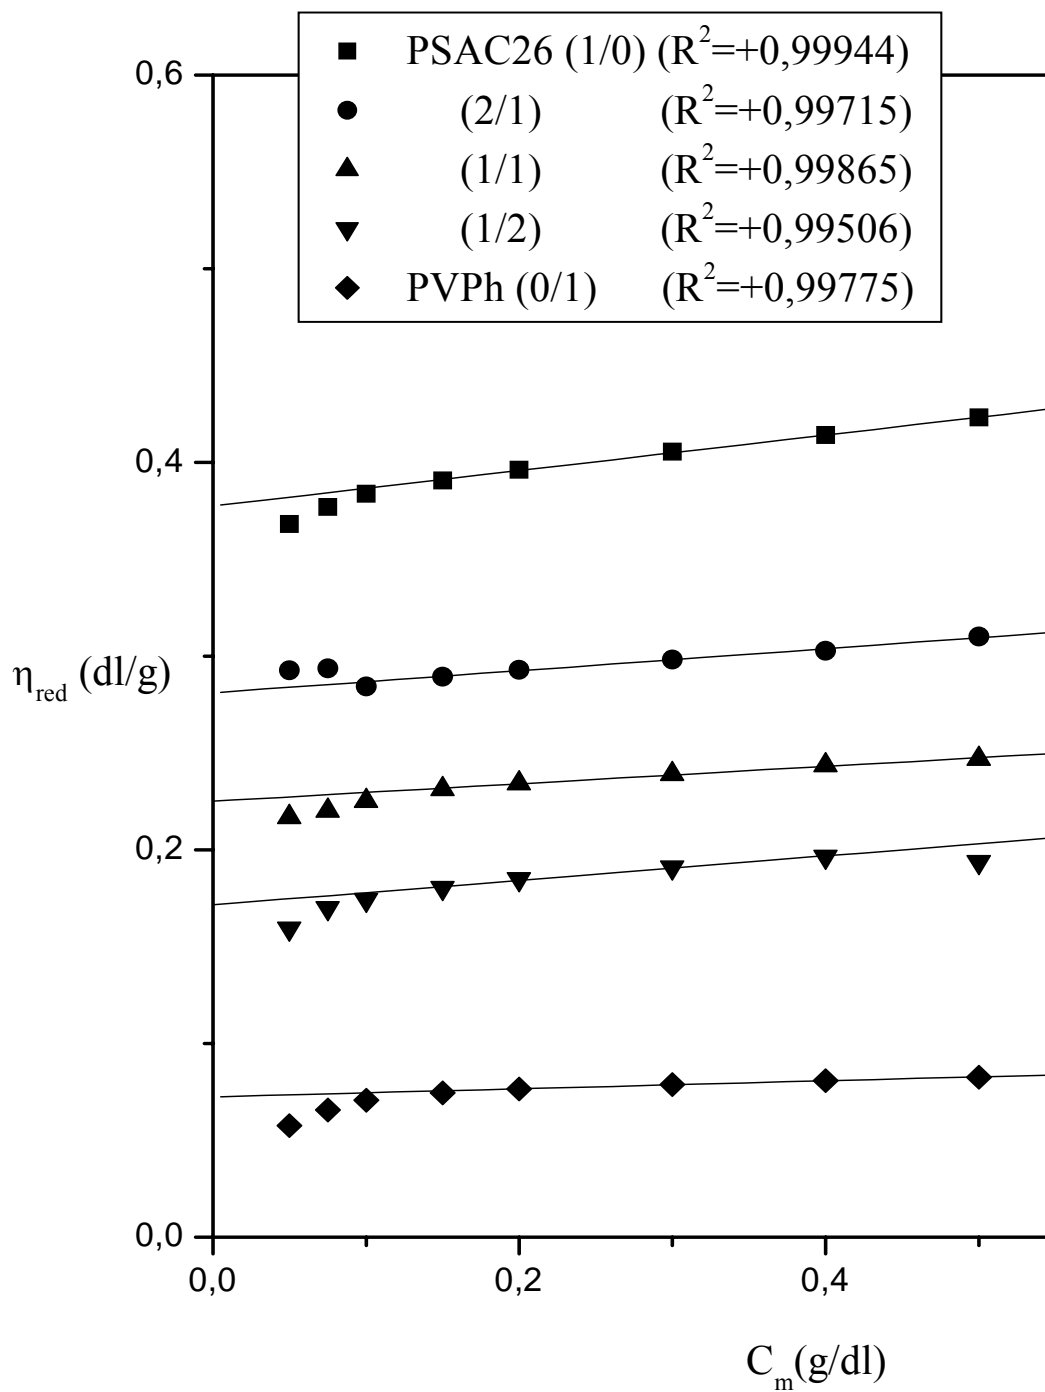 PSAC26 (1/0) (R²=+0,99944)
(2/1) (R²=+0,99715)
(1/1) (R²=+0,99865)
(1/2) (R²=+0,99506)
PVPh (0/1) (R²=+0,99775)
0,6
0,4
η_red (dl/g)
0,2
0,0
0,0 0,2 0,4
C_m(g/dl)